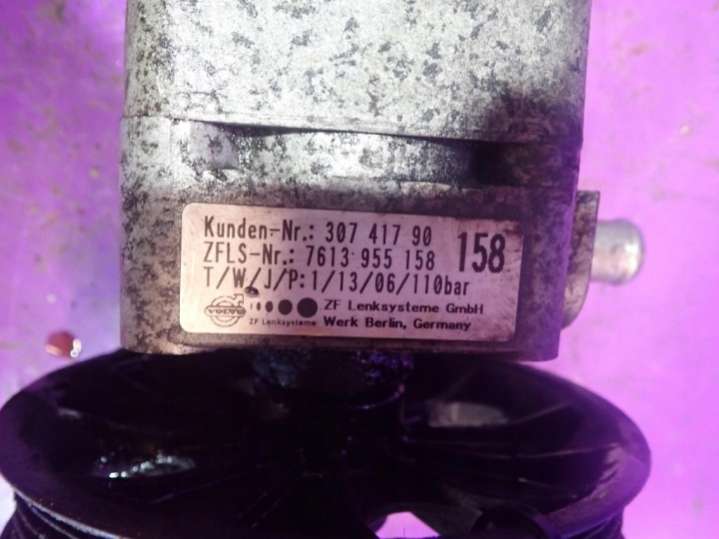 Kunden-Nr.: 307 417 90
ZFLS-Nr.: 7613 955 158
158
T/W/J/P:1/13/06/110bar
VOLVO
ZF Lenksysteme GmbH
ZF Lenksysteme
Werk Berlin, Germany